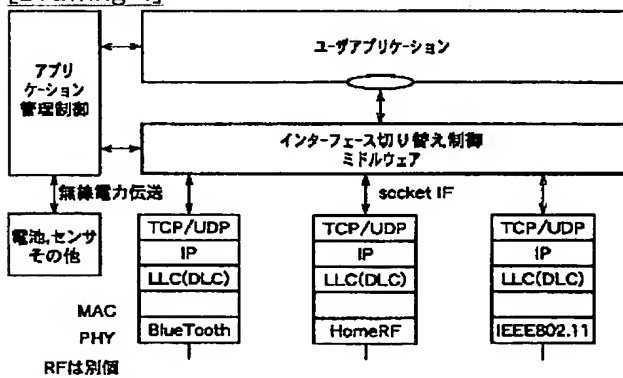 ユーザアプリケーション
アプリ
ケーション
管理制御
インターフェース切り替え制御
ミドルウェア
無線電力伝送
socket IF
電池,センサ
その他
TCP/UDP
IP
LLC(DLC)
BlueTooth
TCP/UDP
IP
LLC(DLC)
HomeRF
TCP/UDP
IP
LLC(DLC)
IEEE802.11
MAC
PHY
RFは別個